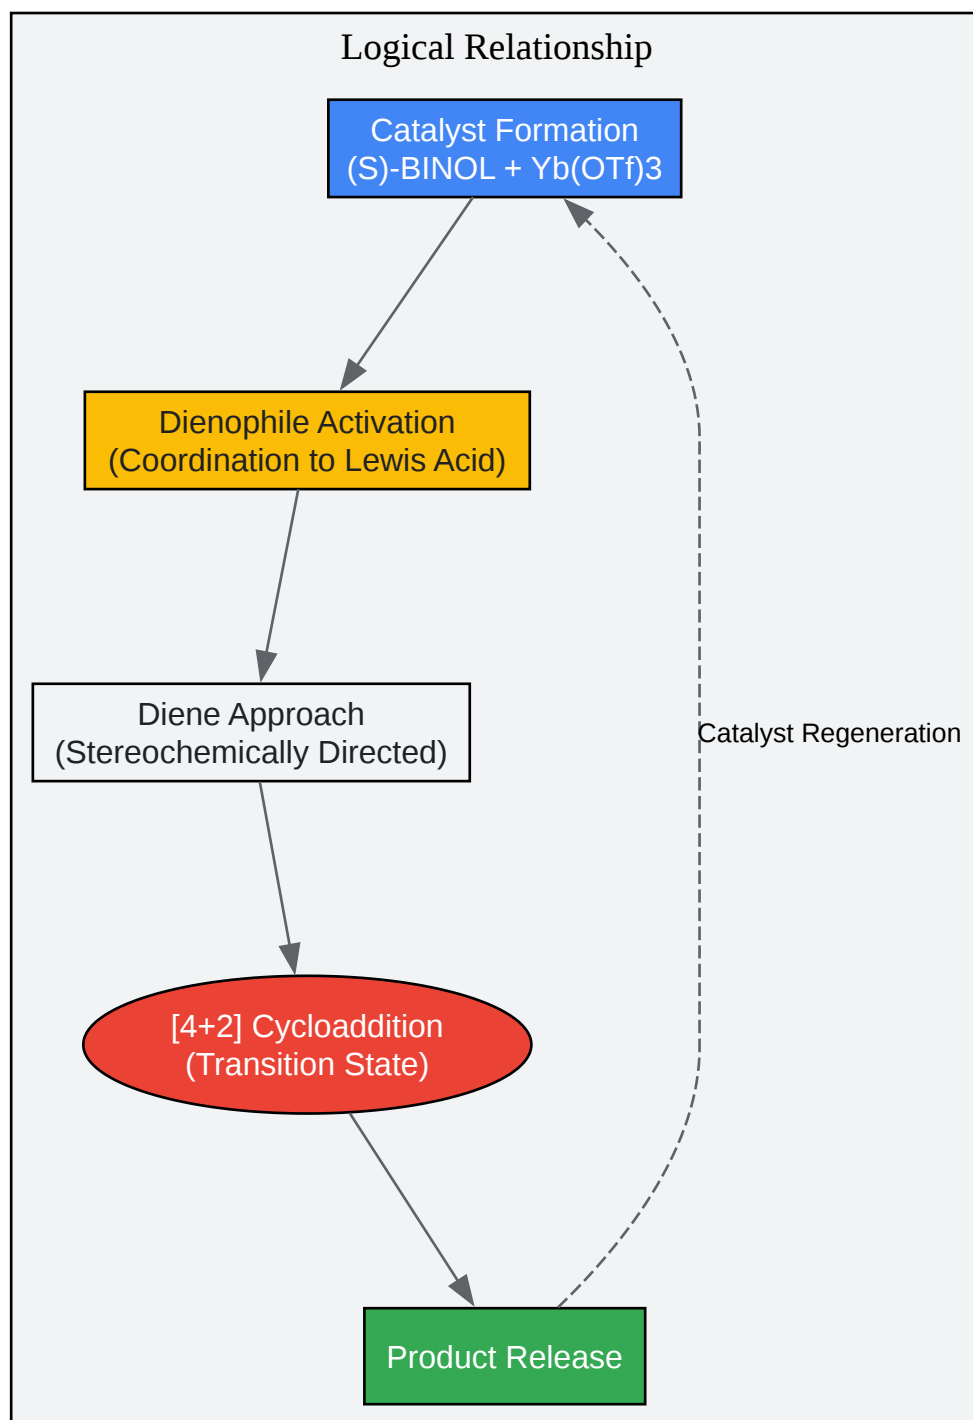 Logical Relationship
Catalyst Formation
(S)-BINOL + Yb(OTf)3
Dienophile Activation
(Coordination to Lewis Acid)
Diene Approach
(Stereochemically Directed)
Catalyst Regeneration
[4+2] Cycloaddition
(Transition State)
Product Release